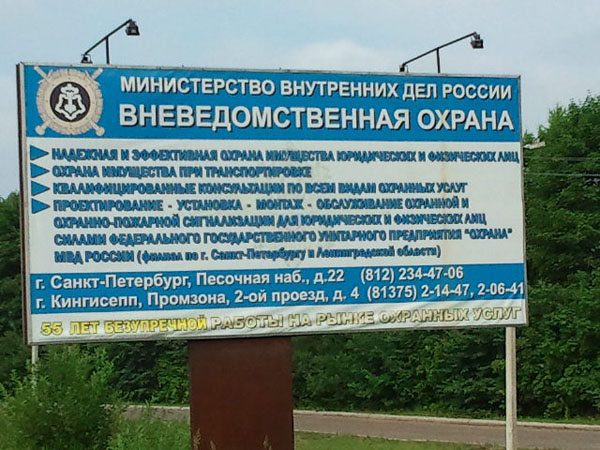 МИНИСТЕРСТВО ВНУТРЕННИХ ДЕЛ РОССИИ
ВНЕВЕДОМСТВЕННАЯ ОХРАНА
НАДЕЖНАЯ И ЭФФЕКТИВНАЯ ОХРАНА ИМУЩЕСТВА ЮРИДИЧЕСКИХ И ФИЗИЧЕСКИХ ЛИЦ
ОХРАНА ИМУЩЕСТВА ПРИ ТРАНСПОРТИРОВКЕ
КВАЛИФИЦИРОВАННЫЕ КОНСУЛЬТАЦИИ ПО ВСЕМ ВИДАМ ОХРАННЫХ УСЛУГ
ПРОЕКТИРОВАНИЕ - УСТАНОВКА - МОНТАЖ - ОБСЛУЖИВАНИЕ ОХРАННОЙ И
ОХРАННО-ПОЖАРНОЙ СИГНАЛИЗАЦИИ ДЛЯ ЮРИДИЧЕСКИХ И ФИЗИЧЕСКИХ ЛИЦ
СИЛАМИ ФЕДЕРАЛЬНОГО ГОСУДАРСТВЕННОГО УНИТАРНОГО ПРЕДПРИЯТИЯ "ОХРАНА"
МВД РОССИИ (филиал по г. Санкт-Петербургу и Ленинградской области)
г. Санкт-Петербург, Песочная наб., д.22 (812) 234-47-06
г. Кингисепп, Промзона, 2-ой проезд, д. 4 (81375) 2-14-47, 2-06-41
55 ЛЕТ БЕЗУПРЕЧНОЙ РАБОТЫ НА РЫНКЕ ОХРАННЫХ УСЛУГ